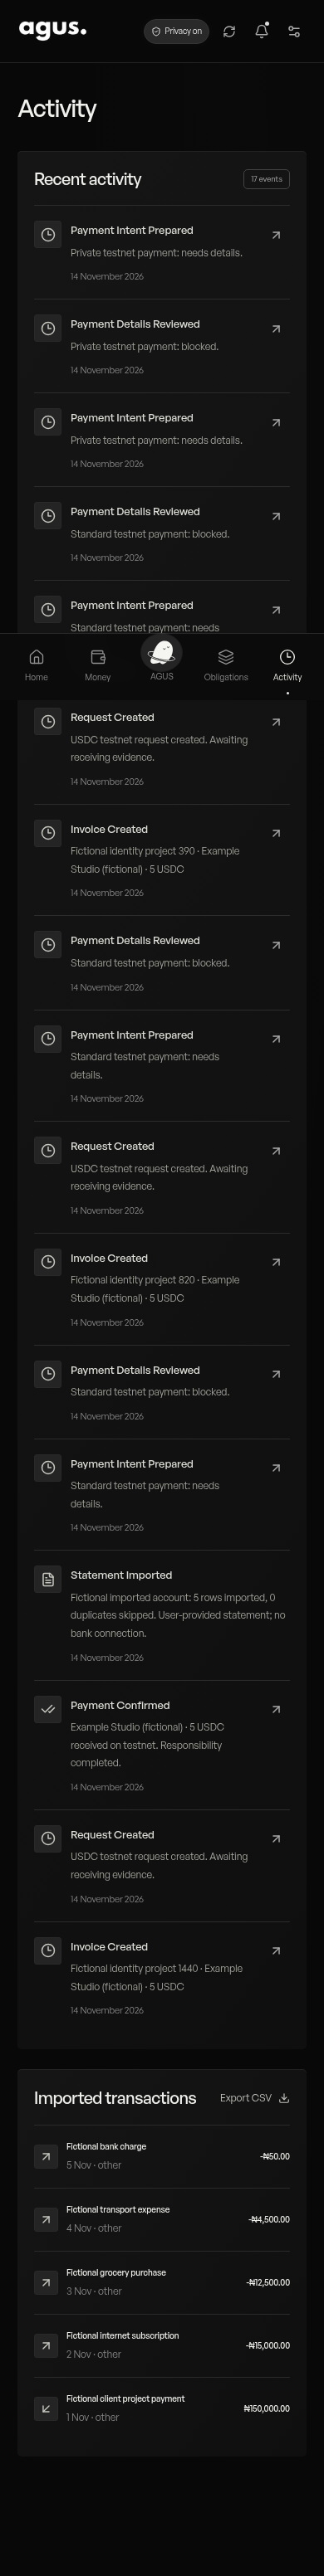 agus.
Privacy on
Activity
Recent activity
17 events
Payment Intent Prepared
Private testnet payment: needs details.
14 November 2026
Payment Details Reviewed
Private testnet payment: blocked.
14 November 2026
Payment Intent Prepared
Private testnet payment: needs details.
14 November 2026
Payment Details Reviewed
Standard testnet payment: blocked.
14 November 2026
Payment Intent Prepared
Standard testnet payment: needs
Home
Money
AGUS
Obligations
Activity
Request Created
USDC testnet request created. Awaiting
receiving evidence.
14 November 2026
Invoice Created
Fictional identity project 390 · Example
Studio (fictional) · 5 USDC
14 November 2026
Payment Details Reviewed
Standard testnet payment: blocked.
14 November 2026
Payment Intent Prepared
Standard testnet payment: needs
details.
14 November 2026
Request Created
USDC testnet request created. Awaiting
receiving evidence.
14 November 2026
Invoice Created
Fictional identity project 820 · Example
Studio (fictional) · 5 USDC
14 November 2026
Payment Details Reviewed
Standard testnet payment: blocked.
14 November 2026
Payment Intent Prepared
Standard testnet payment: needs
details.
14 November 2026
Statement Imported
Fictional imported account: 5 rows imported, 0
duplicates skipped. User-provided statement; no
bank connection.
14 November 2026
Payment Confirmed
Example Studio (fictional) · 5 USDC
received on testnet. Responsibility
completed.
14 November 2026
Request Created
USDC testnet request created. Awaiting
receiving evidence.
14 November 2026
Invoice Created
Fictional identity project 1440 · Example
Studio (fictional) · 5 USDC
14 November 2026
Imported transactions
Export CSV
Fictional bank charge
5 Nov · other
-₦50.00
Fictional transport expense
4 Nov · other
-₦4,500.00
Fictional grocery purchase
3 Nov · other
-₦12,500.00
Fictional internet subscription
2 Nov · other
-₦15,000.00
Fictional client project payment
1 Nov · other
₦150,000.00